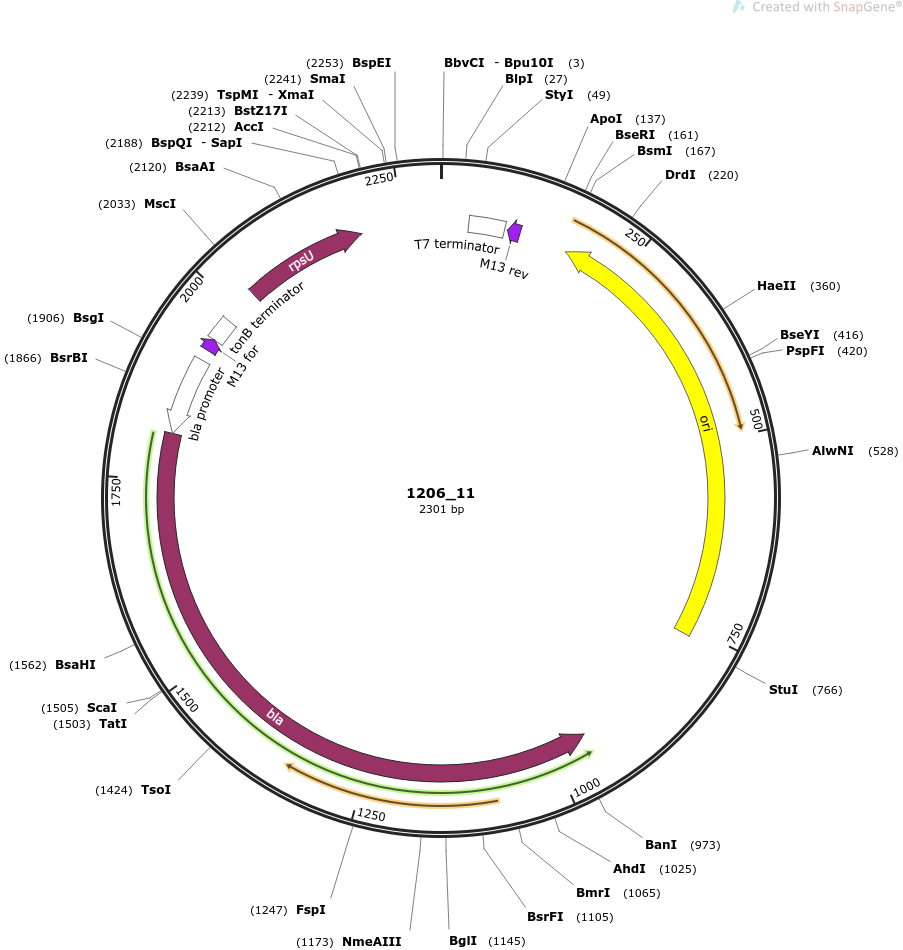 Created with SnapGene®
(2253) BspEI
BbvCI - Bpu10I (3)
(2241) SmaI
BlpI (27)
(2239) TspMI - XmaI
StyI (49)
(2213) BstZ17I
ApoI (137)
(2212) AccI
BseRI (161)
(2188) BspQI - SapI
BsmI (167)
(2120) BsaAI
DrdI (220)
2250
(2033) MscI
T7 terminator
M13 rev
250
rpsU
2000
HaeII (360)
tonB terminator
(1906) BsgI
BseYI (416)
M13 for
PspFI (420)
(1866) BsrBI
bla promoter
ori
500
AlwNI (528)
1750
1206_11
2301 bp
750
(1562) BsaHI
StuI (766)
1500
(1505) ScaI
bla
(1503) TatI
(1424) TsoI
1000
1250
BanI (973)
AhdI (1025)
BmrI (1065)
(1247) FspI
BsrFI (1105)
(1173) NmeAIII
BglI (1145)